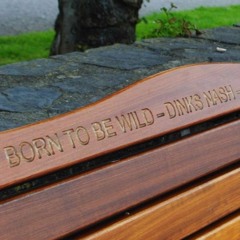 BORN TO BE WILD - DINKS NASH -